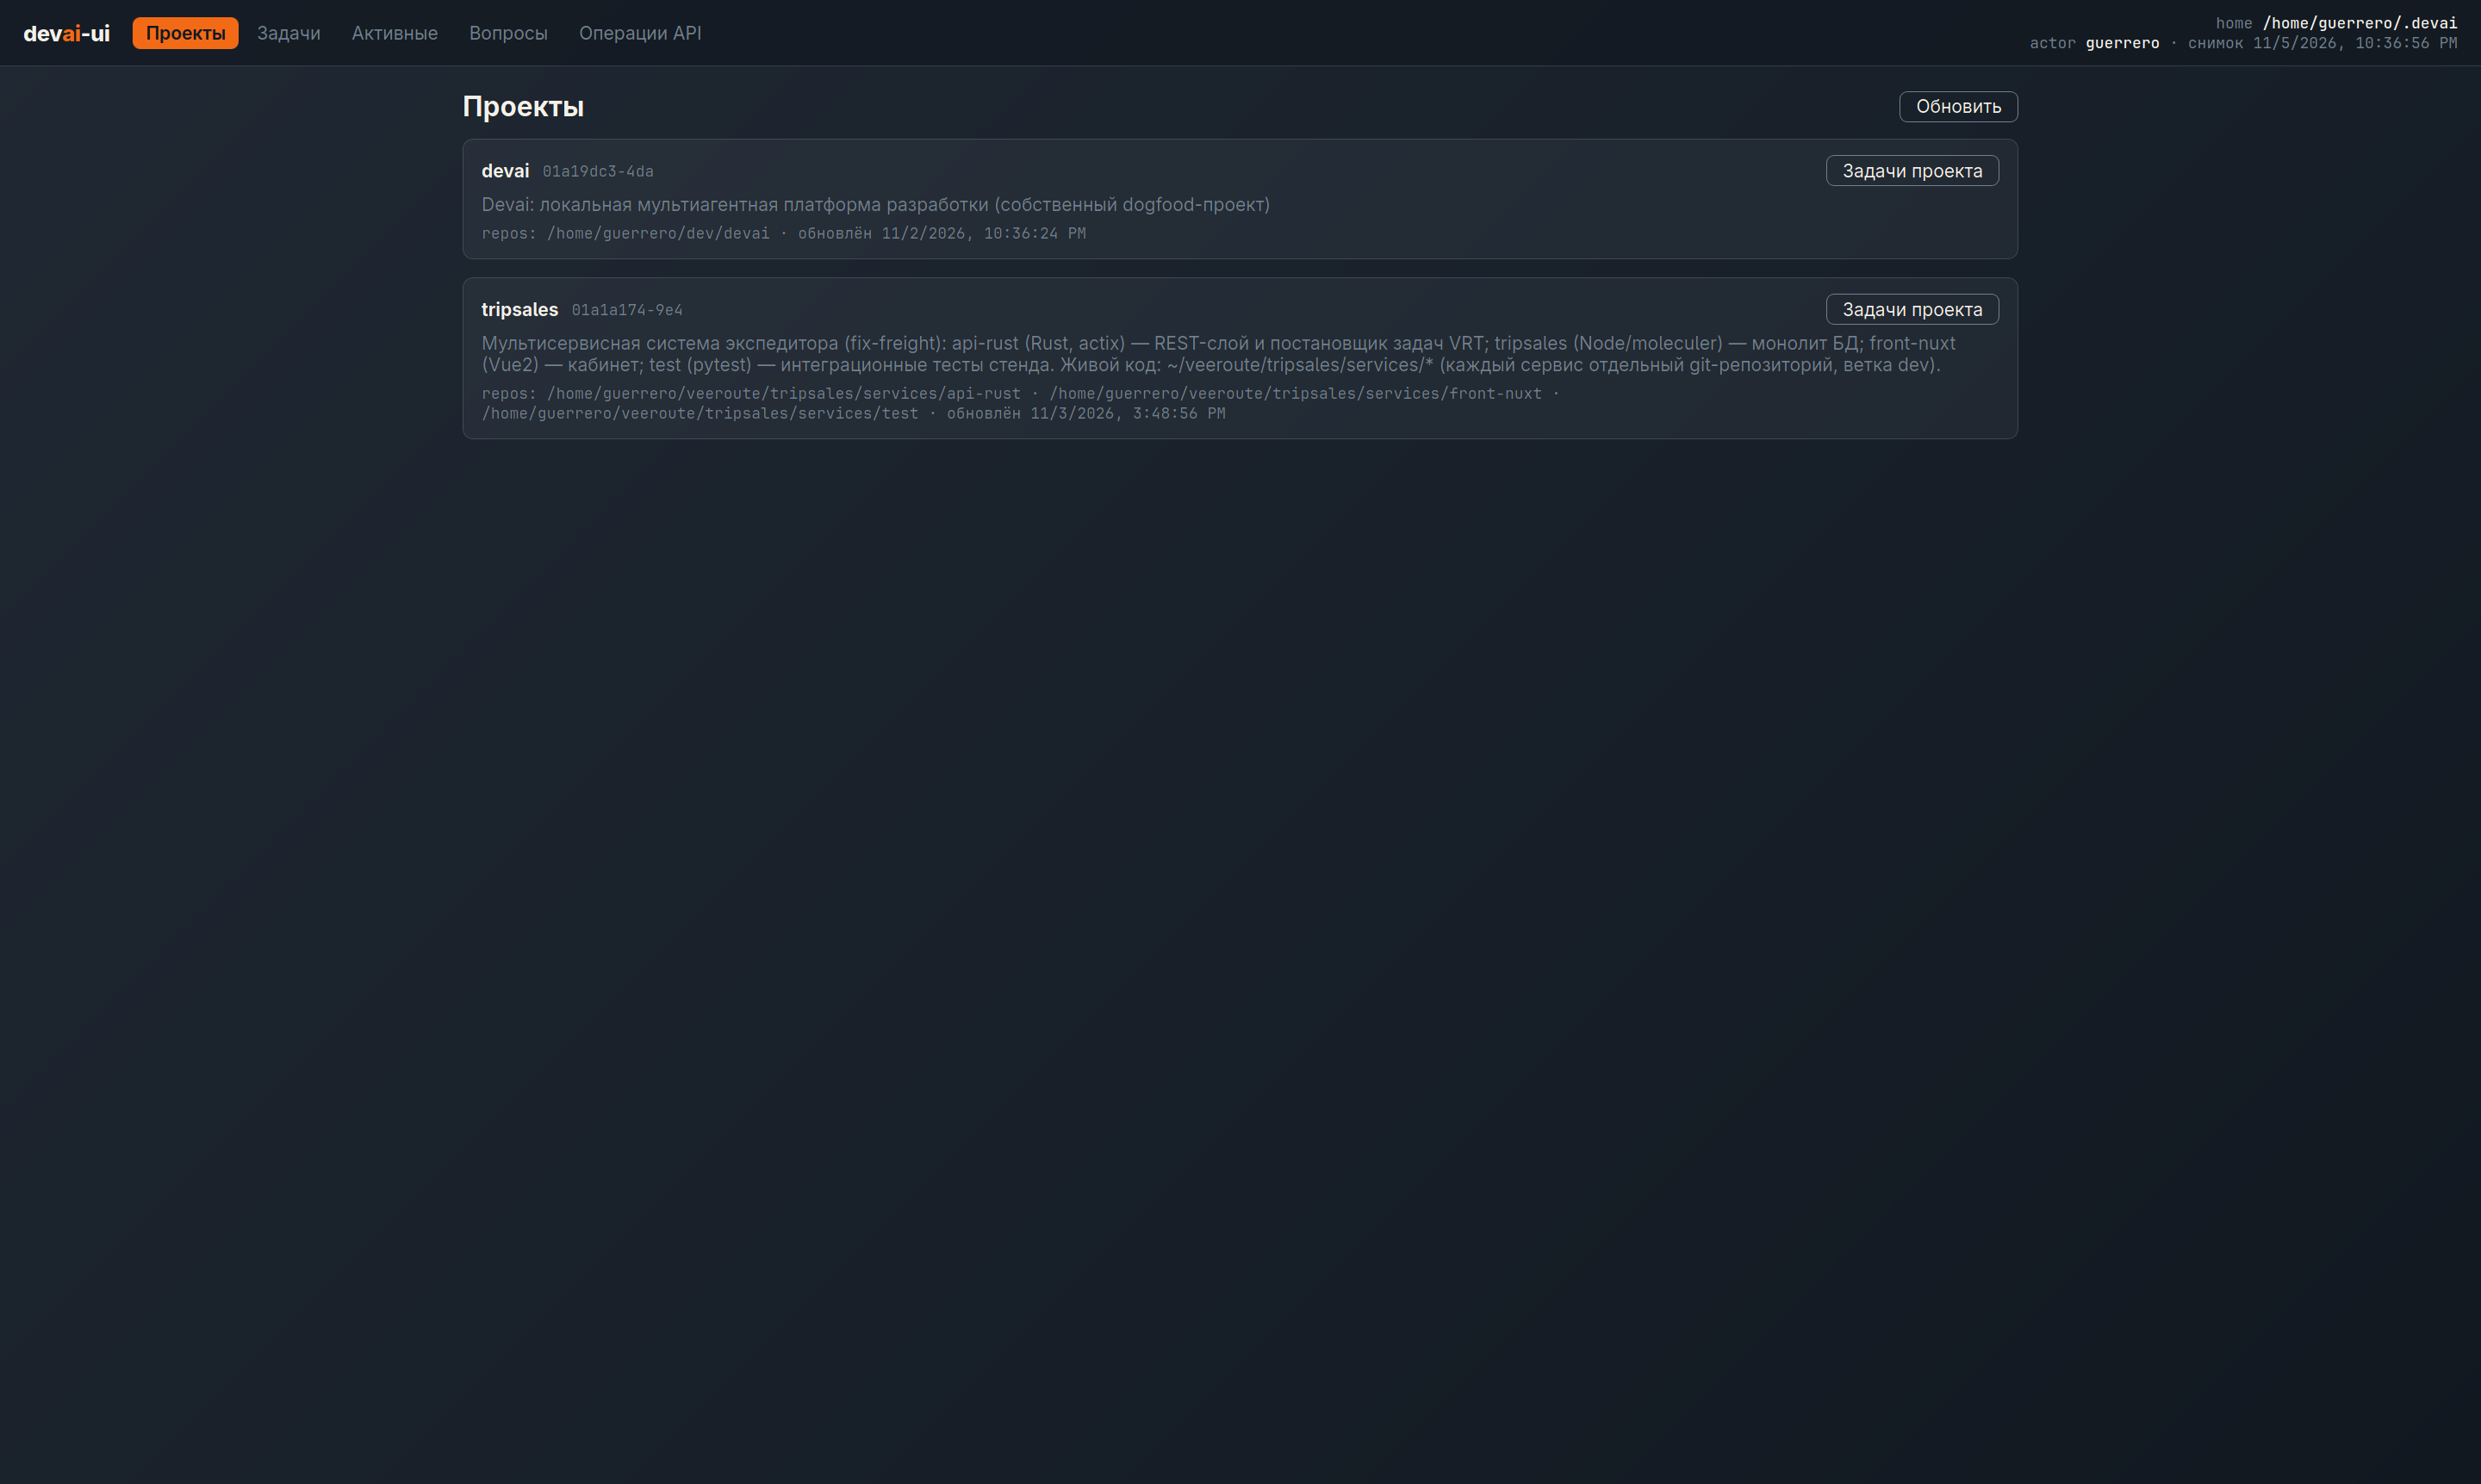 devai-ui Проекты Задачи Активные Вопросы Операции API
home /home/guerrero/.devai
actor guerrero · снимок 11/5/2026, 10:36:56 PM
Проекты
Обновить
devai 01a19dc3-4da
Задачи проекта
Devai: локальная мультиагентная платформа разработки (собственный dogfood-проект)
repos: /home/guerrero/dev/devai · обновлён 11/2/2026, 10:36:24 PM
tripsales 01a1a174-9e4
Задачи проекта
Мультисервисная система экспедитора (fix-freight): api-rust (Rust, actix) — REST-слой и постановщик задач VRT; tripsales (Node/moleculer) — монолит БД; front-nuxt
(Vue2) — кабинет; test (pytest) — интеграционные тесты стенда. Живой код: ~/veeroute/tripsales/services/* (каждый сервис отдельный git-репозиторий, ветка dev).
repos: /home/guerrero/veeroute/tripsales/services/api-rust · /home/guerrero/veeroute/tripsales/services/front-nuxt ·
/home/guerrero/veeroute/tripsales/services/test · обновлён 11/3/2026, 3:48:56 PM